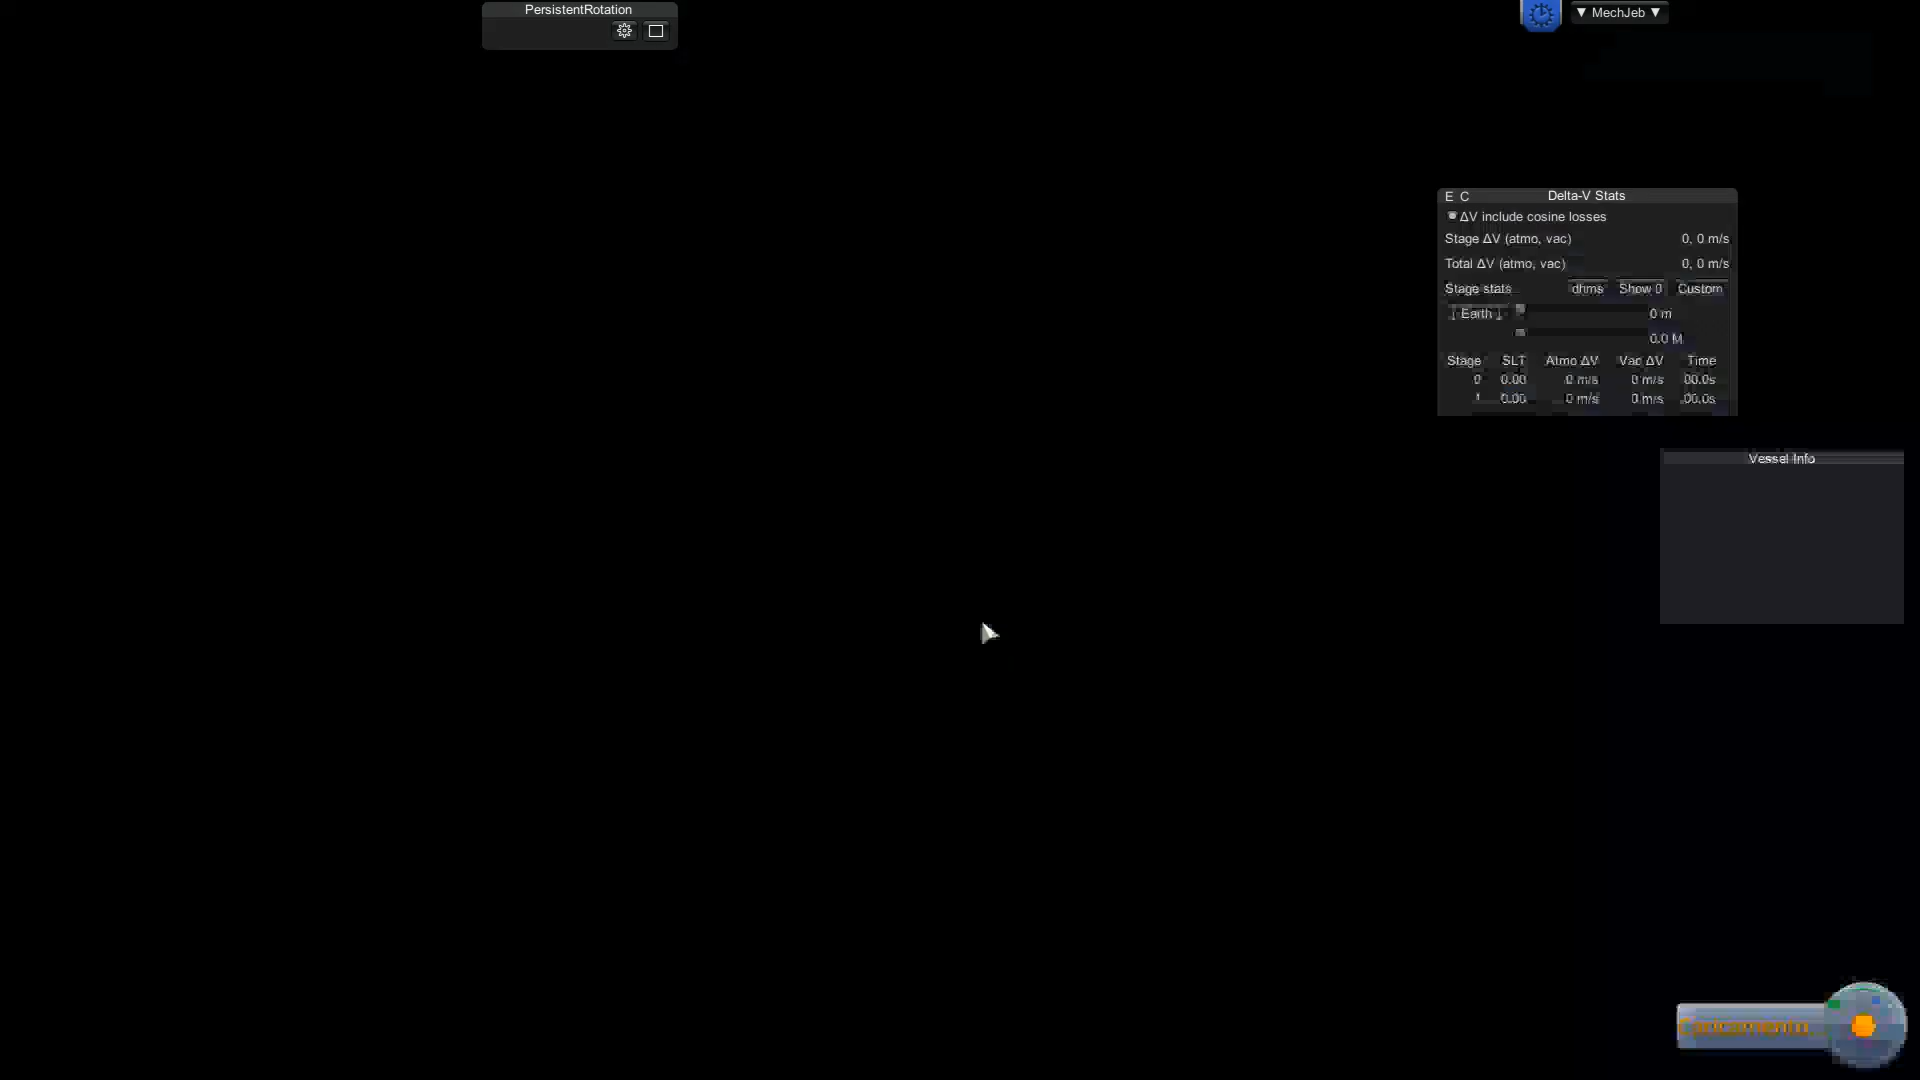 PersistentRotation
▼ MechJeb ▼
E C Delta-V Stats
ΔV include cosine losses
Stage ΔV (atmo, vac) 0, 0 m/s
Total ΔV (atmo, vac) 0, 0 m/s
Stage stats dhms Show 0 Custom
Earth 0 m
0.0 M
Stage SLT Atmo ΔV Vac ΔV Time
0 0.00 0 m/s 0 m/s 00.0s
1 0.00 0 m/s 0 m/s 00.0s
Vessel Info
Caricamento...